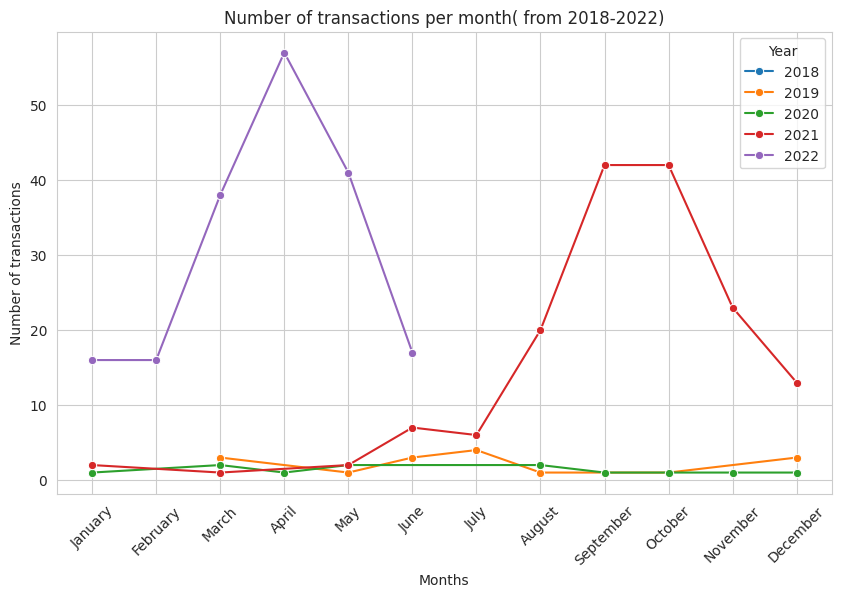 Number of transactions per month( from 2018-2022)
Year
2018
2019
2020
2021
2022
Number of transactions
50
40
30
20
10
0
January
February
March
April
May
June
July
August
September
October
November
December
Months